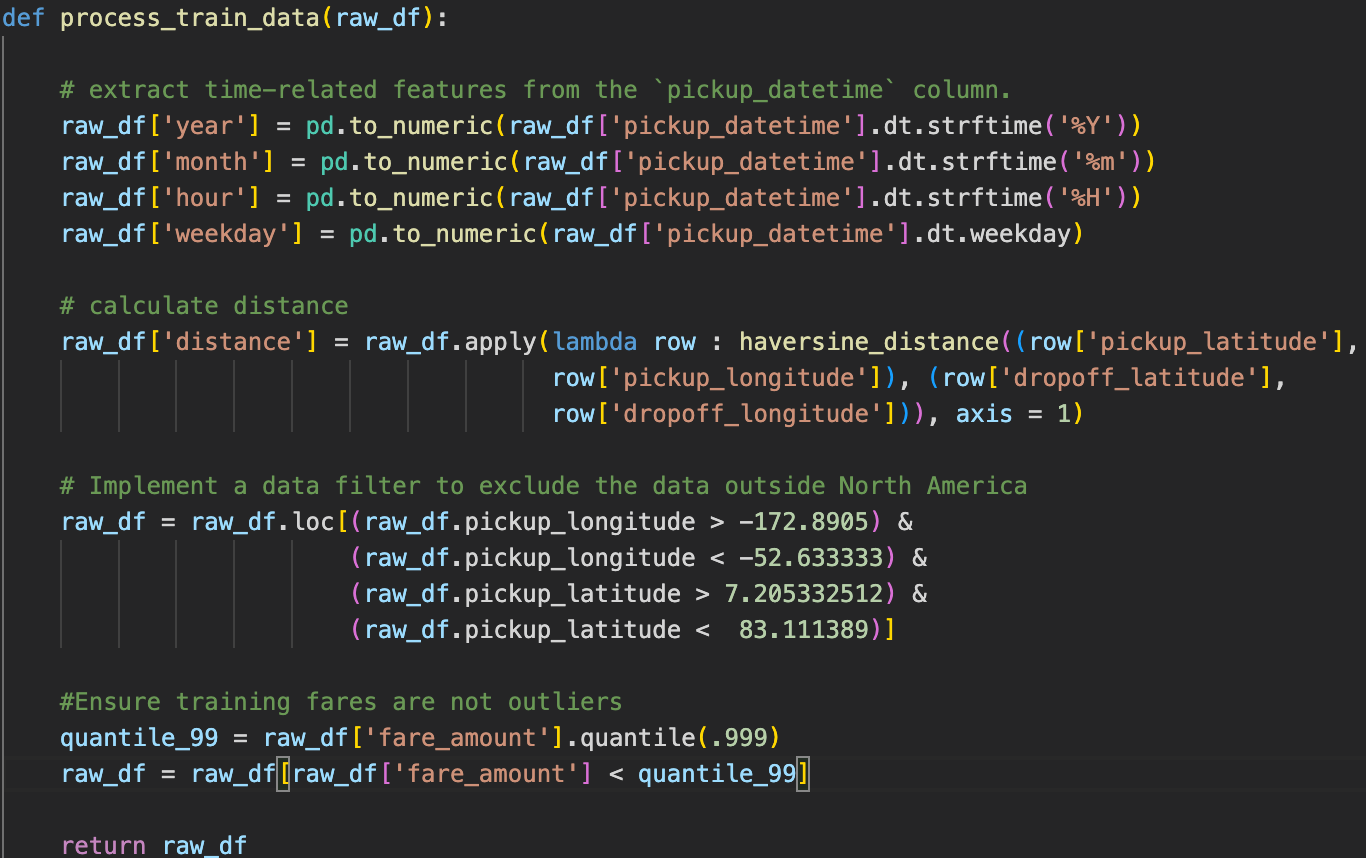 def process_train_data(raw_df):
# extract time-related features from the `pickup_datetime` column.
raw_df['year'] = pd.to_numeric(raw_df['pickup_datetime'].dt.strftime('%Y'))
raw_df['month'] = pd.to_numeric(raw_df['pickup_datetime'].dt.strftime('%m'))
raw_df['hour'] = pd.to_numeric(raw_df['pickup_datetime'].dt.strftime('%H'))
raw_df['weekday'] = pd.to_numeric(raw_df['pickup_datetime'].dt.weekday)
# calculate distance
raw_df['distance'] = raw_df.apply(lambda row : haversine_distance((row['pickup_latitude'],
row['pickup_longitude']), (row['dropoff_latitude'],
row['dropoff_longitude'])), axis = 1)
# Implement a data filter to exclude the data outside North America
raw_df = raw_df.loc[(raw_df.pickup_longitude > -172.8905) &
(raw_df.pickup_longitude < -52.633333) &
(raw_df.pickup_latitude > 7.205332512) &
(raw_df.pickup_latitude <  83.111389)]
#Ensure training fares are not outliers
quantile_99 = raw_df['fare_amount'].quantile(.999)
raw_df = raw_df[raw_df['fare_amount'] < quantile_99]
return raw_df